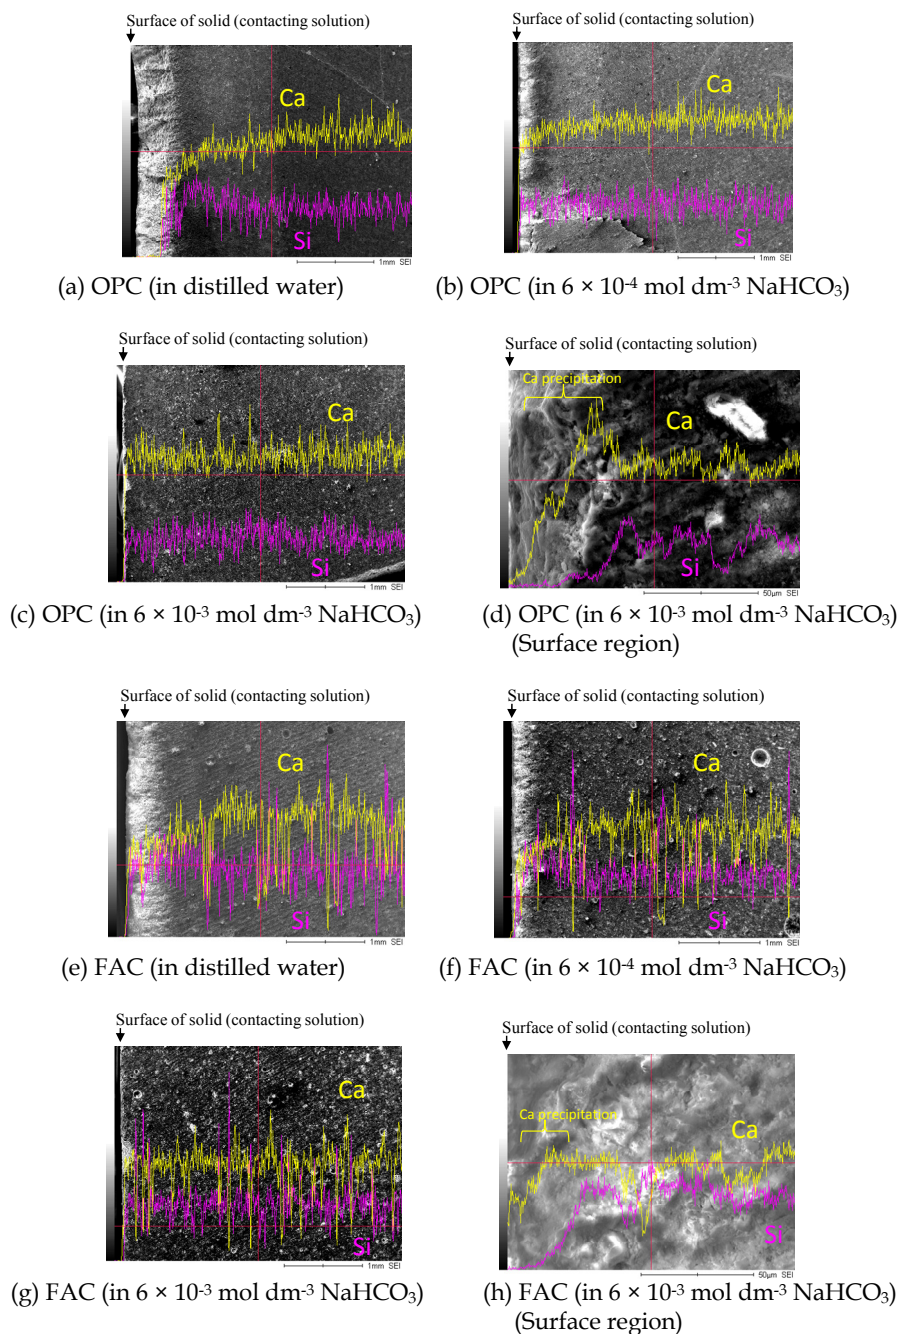 Surface of solid (contacting solution)
Surface of solid (contacting solution)
Ca
Si
1mm SEI
Ca
Si
1mm SEI
(a) OPC (in distilled water)
(b) OPC (in 6 × 10⁻⁴ mol dm⁻³ NaHCO₃)
Surface of solid (contacting solution)
Surface of solid (contacting solution)
Ca
Si
1mm SEI
Ca precipitation
Ca
Si
50μm SEI
(c) OPC (in 6 × 10⁻³ mol dm⁻³ NaHCO₃)
(d) OPC (in 6 × 10⁻³ mol dm⁻³ NaHCO₃)
(Surface region)
Surface of solid (contacting solution)
Surface of solid (contacting solution)
Ca
Si
1mm SEI
Ca
Si
1mm SEI
(e) FAC (in distilled water)
(f) FAC (in 6 × 10⁻⁴ mol dm⁻³ NaHCO₃)
Surface of solid (contacting solution)
Surface of solid (contacting solution)
Ca
Si
1mm SEI
Ca precipitation
Ca
Si
50μm SEI
(g) FAC (in 6 × 10⁻³ mol dm⁻³ NaHCO₃)
(h) FAC (in 6 × 10⁻³ mol dm⁻³ NaHCO₃)
(Surface region)